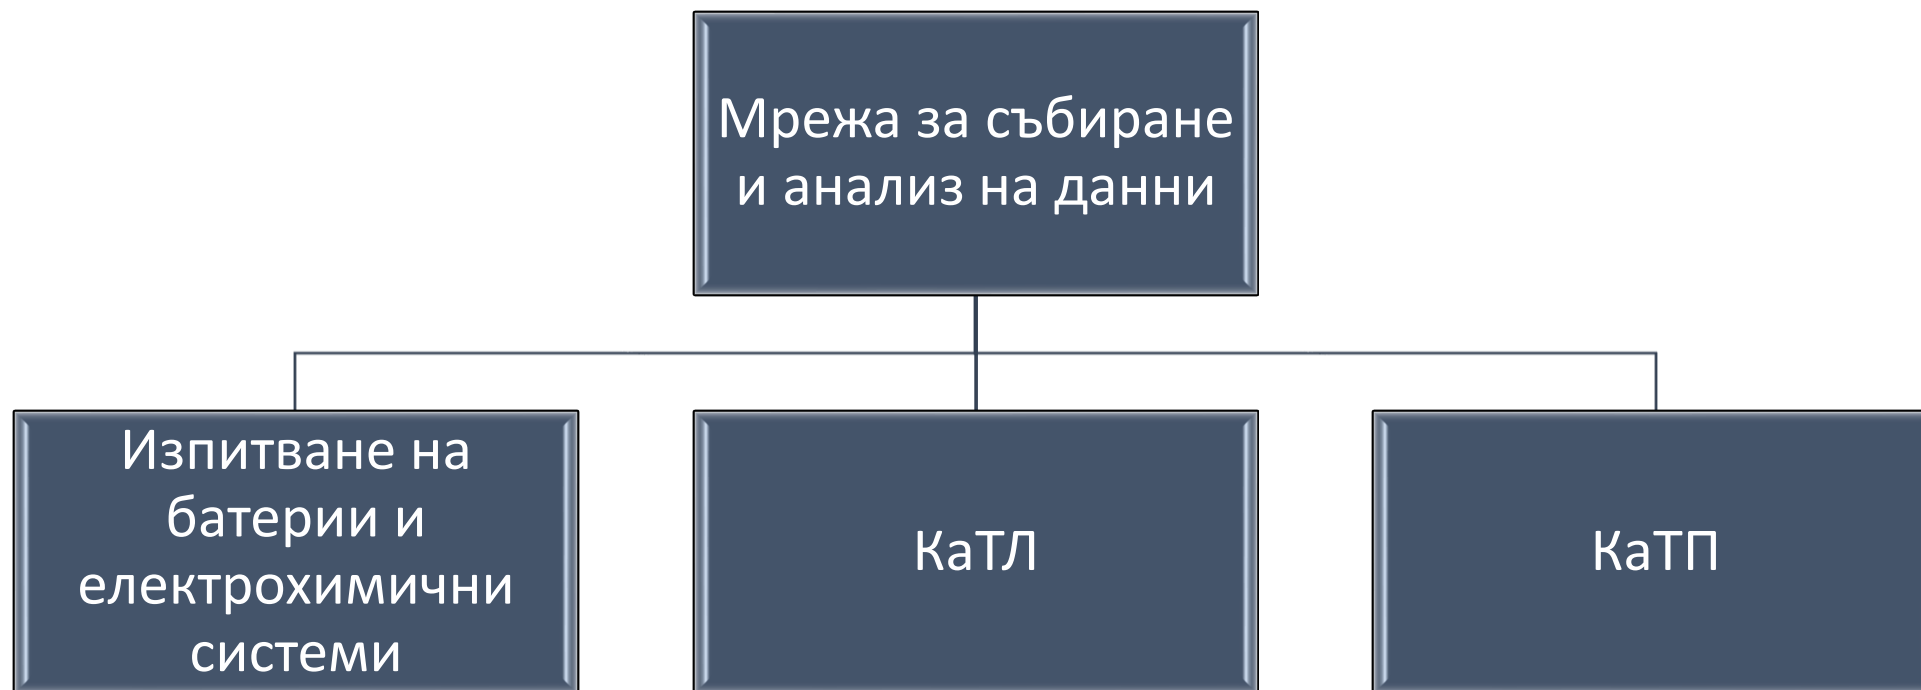 Мрежа за събиране
и анализ на данни
Изпитване на
батерии и
електрохимични
системи
КаТЛ
КаТП